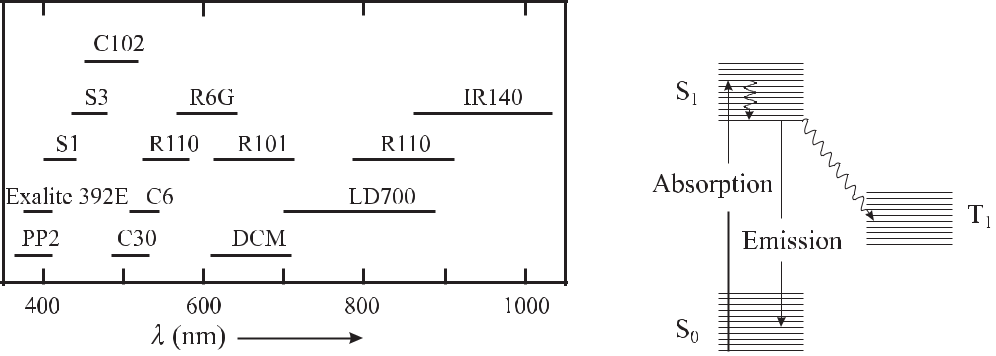 C102
S3 R6G IR140
S1 R110 R101 R110
Exalite 392E C6 LD700
PP2 C30 DCM
400 600 800 1000
λ (nm)
S1
Absorption
T1
Emission
S0